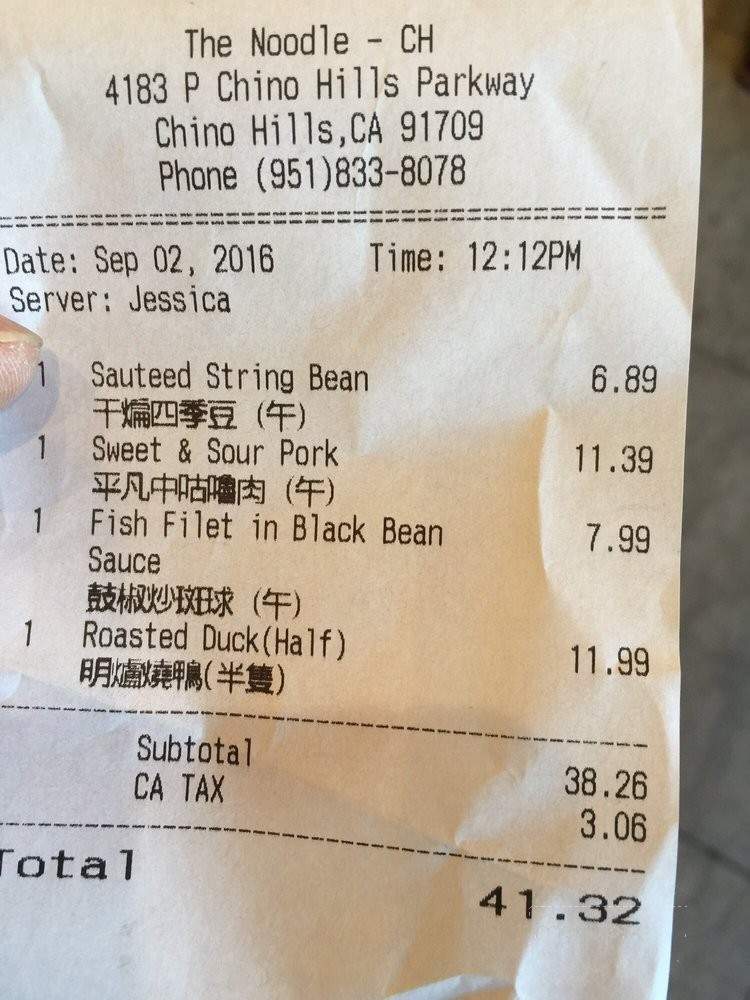 The Noodle - CH
4183 P Chino Hills Parkway
Chino Hills,CA 91709
Phone (951)833-8078
Date: Sep 02, 2016 Time: 12:12PM
Server: Jessica
1 Sauteed String Bean 6.89
干煸四季豆 (午)
1 Sweet & Sour Pork 11.39
平凡中咕嚕肉 (午)
1 Fish Filet in Black Bean 7.99
Sauce
鼓椒炒斑球 (午)
1 Roasted Duck(Half) 11.99
明爐燒鴨(半隻)
Subtotal 38.26
CA TAX 3.06
Total 41.32